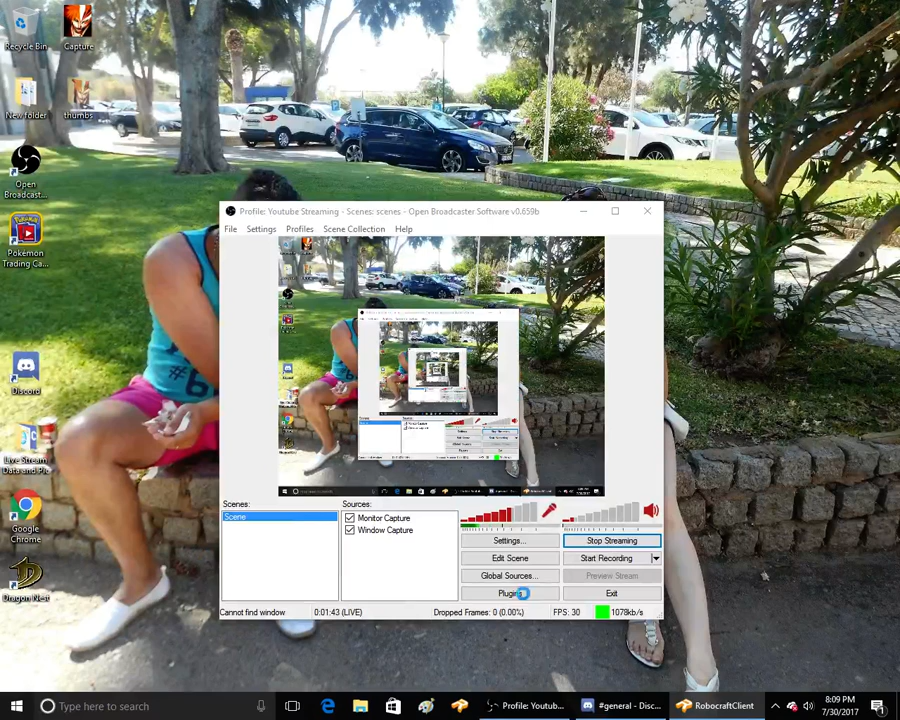 Recycle Bin
Capture
New folder
thumbs
Open
Broadcast...
Pokémon
Trading Ca...
Discord
Live Stream
Data and Pic
Google
Chrome
Dragon Nest
Profile: Youtube Streaming - Scenes: scenes - Open Broadcaster Software v0.659b
File Settings Profiles Scene Collection Help
Scenes: Sources:
Scene
Monitor Capture
Window Capture
Settings... Stop Streaming
Edit Scene Start Recording
Global Sources... Preview Stream
Plugins Exit
Cannot find window 0:01:43 (LIVE) Dropped Frames: 0 (0.00%) FPS: 30 1078kb/s
Type here to search
Profile: Youtub...
#general - Disc...
RobocraftClient
8:09 PM
7/30/2017